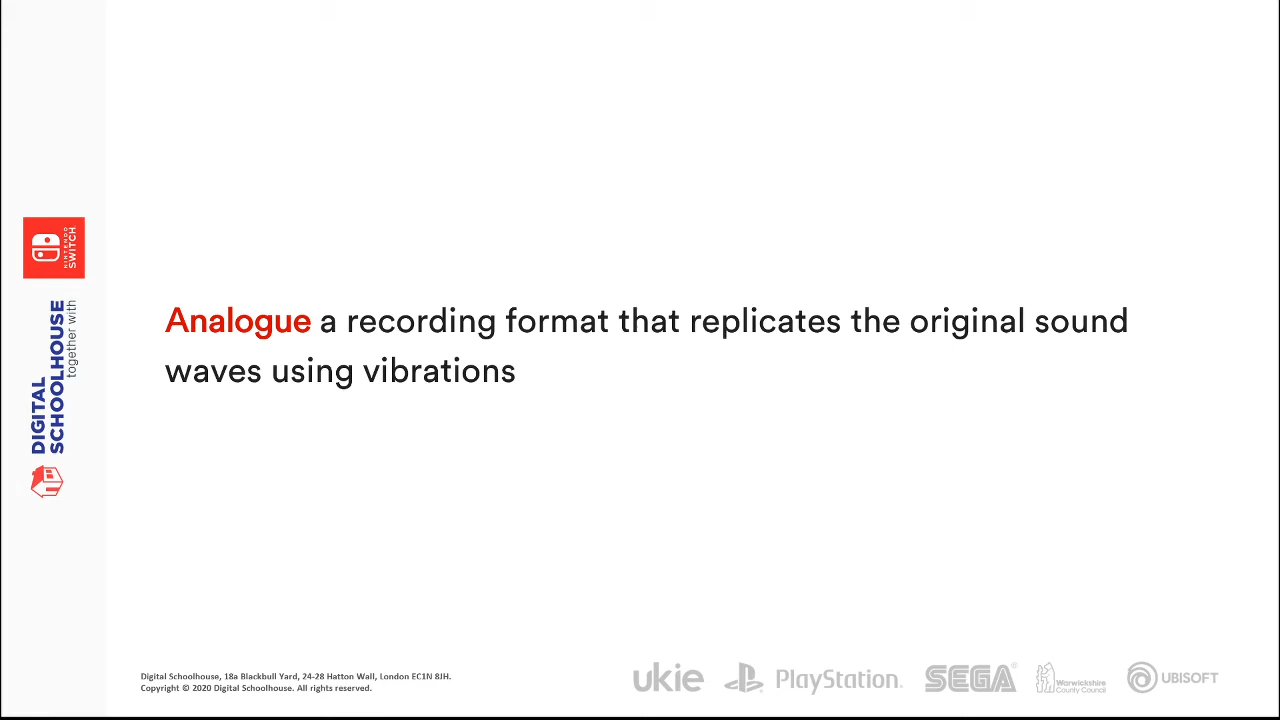 Analogue a recording format that replicates the original sound
waves using vibrations
NINTENDO
SWITCH
DIGITAL
SCHOOLHOUSE
together with
Digital Schoolhouse, 18a Blackbull Yard, 24-28 Hatton Wall, London EC1N 8JH.
Copyright © 2020 Digital Schoolhouse. All rights reserved.
ukie
PlayStation®
SEGA®
Warwickshire
County Council
UBISOFT